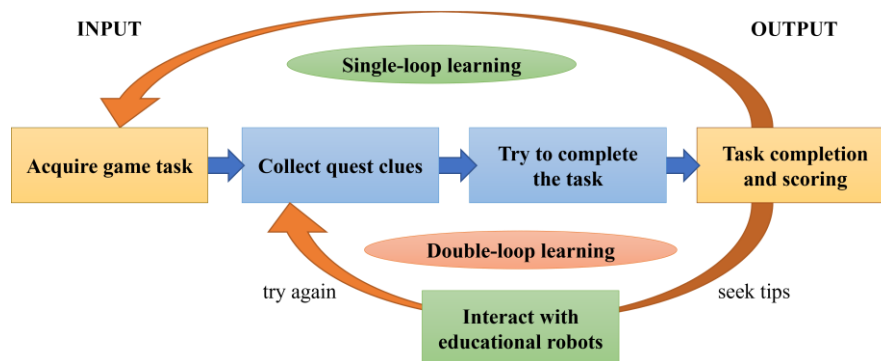 INPUT
OUTPUT
Single-loop learning
Acquire game task
Collect quest clues
Try to complete
the task
Task completion
and scoring
Double-loop learning
try again
seek tips
Interact with
educational robots